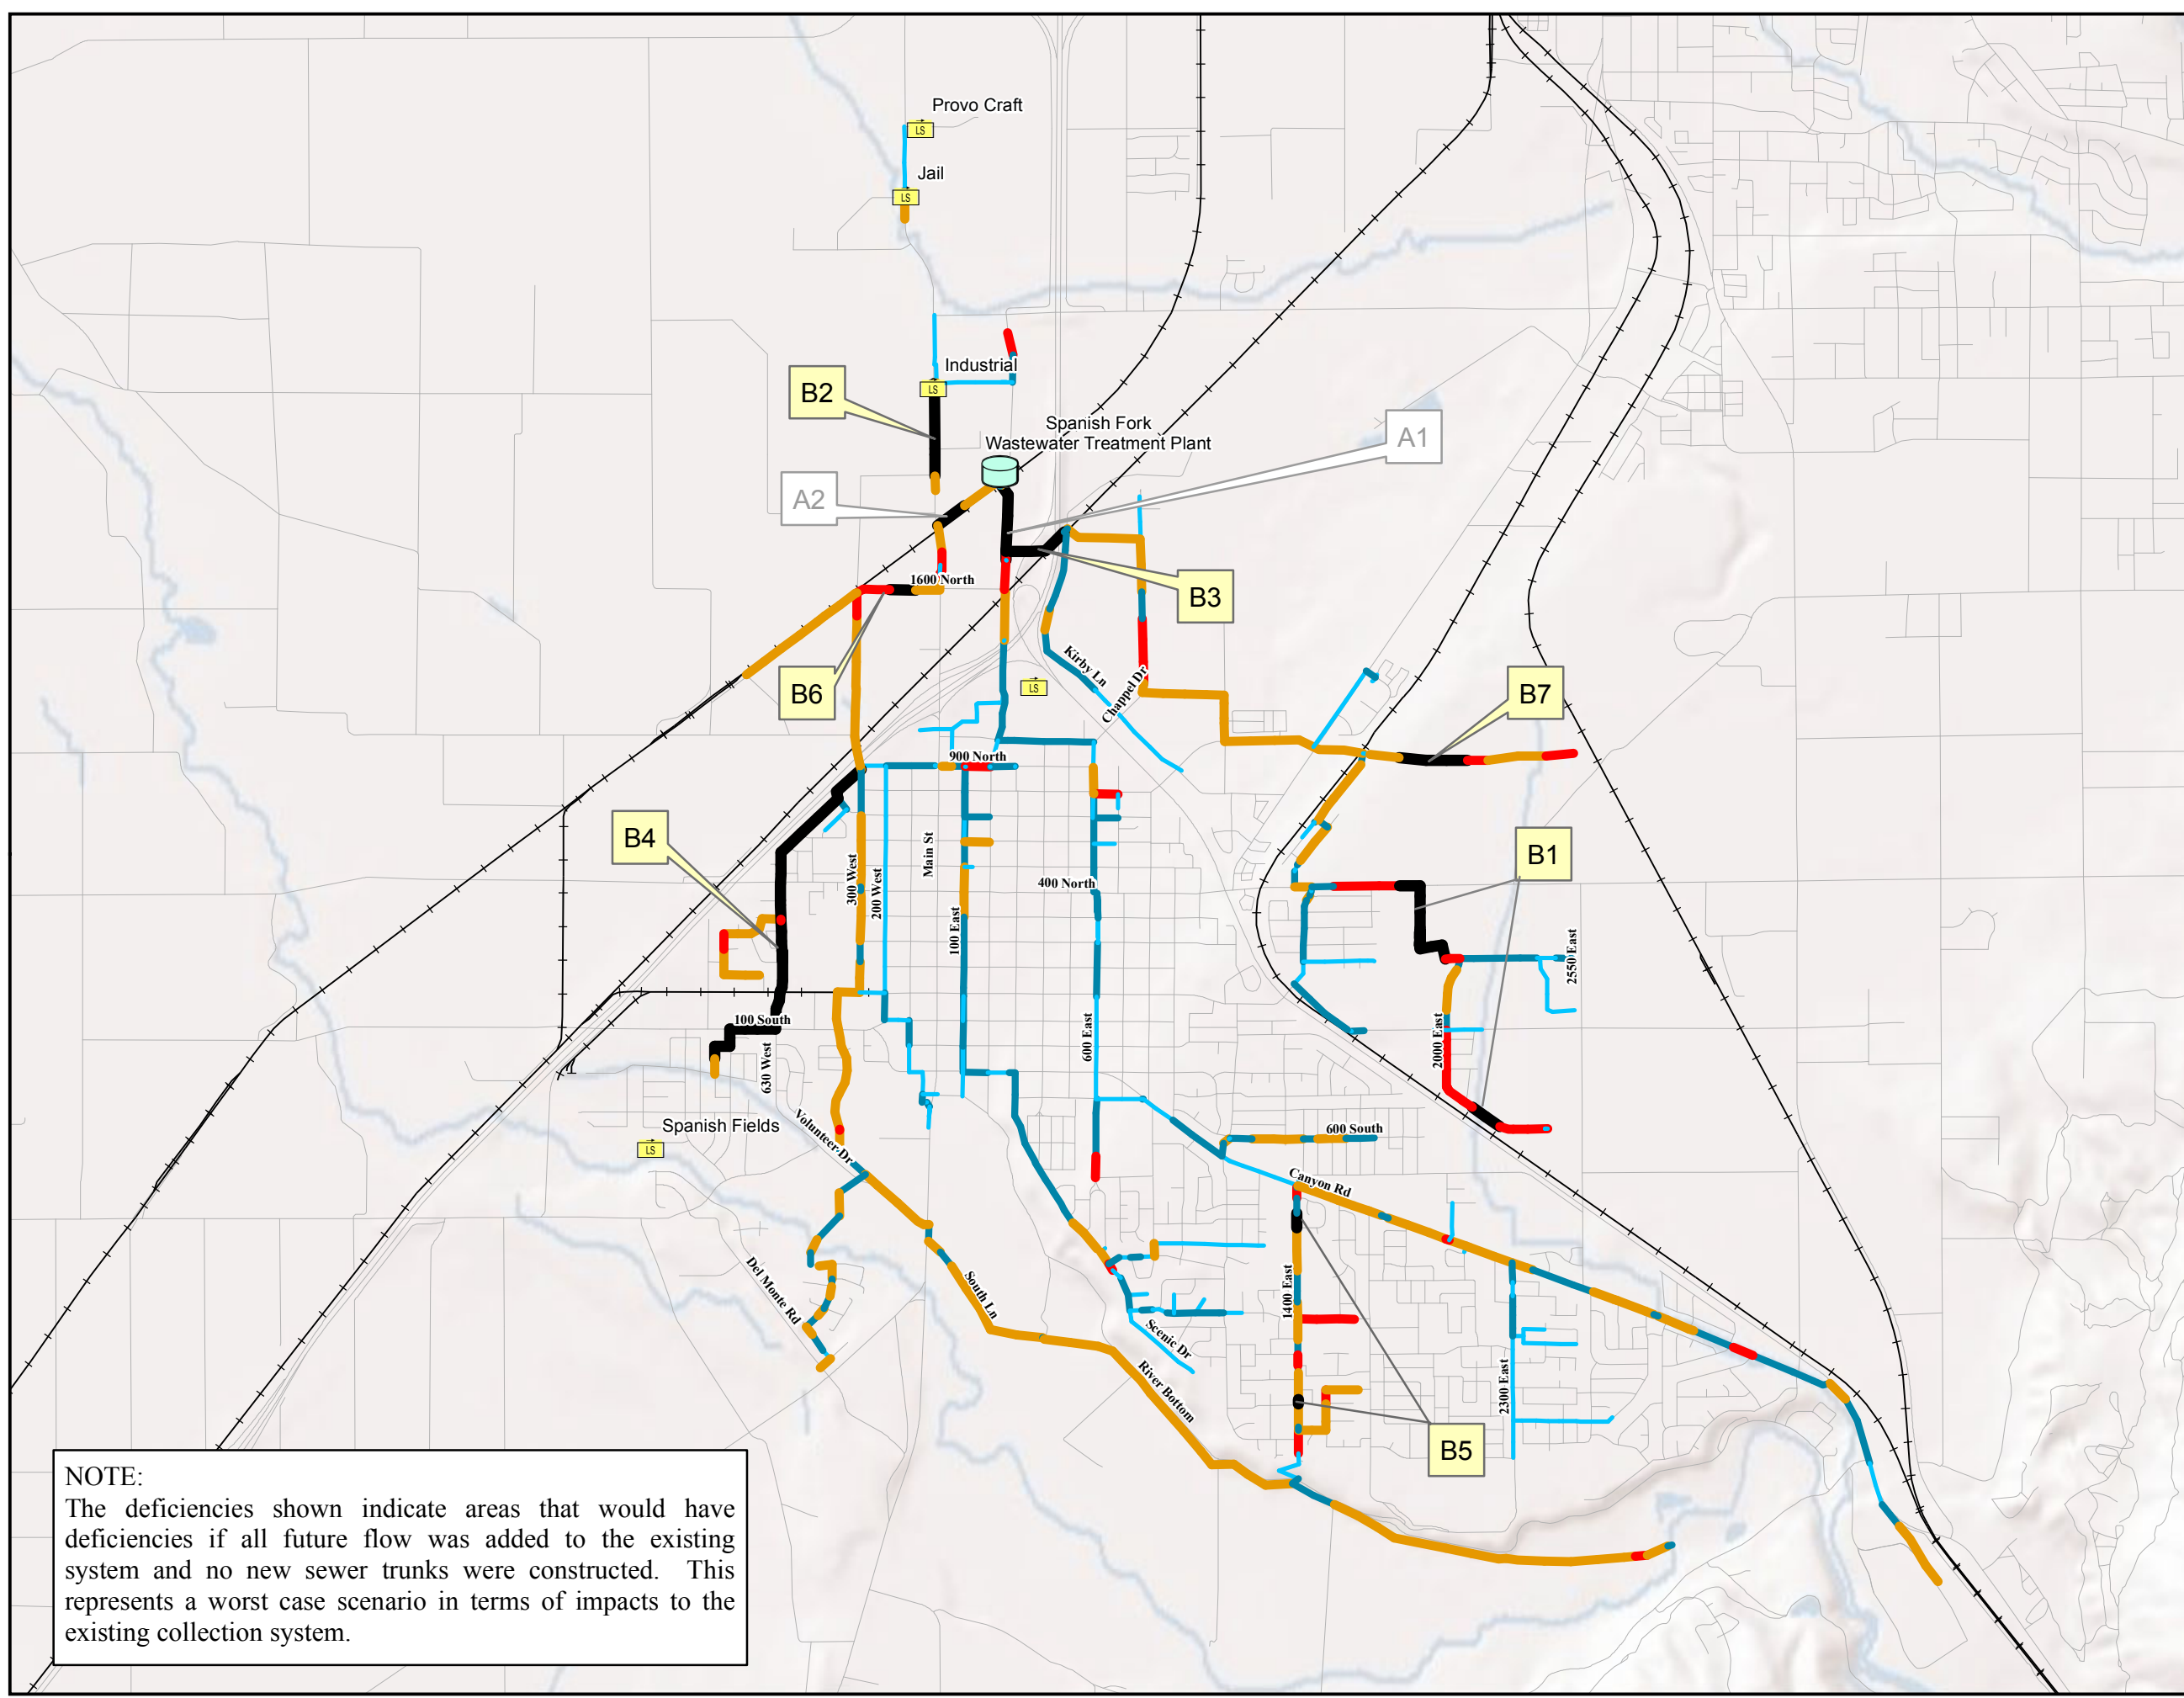 Provo Craft
LS
Jail
LS
Industrial
LS
B2
Spanish Fork
Wastewater Treatment Plant
A1
A2
1600 North
B3
Kirby Ln
Chappel Dr
LS
B6
B7
900 North
B4
Main St
B1
300 West
200 West
400 North
100 East
2550 East
100 South
600 East
2000 East
630 West
Spanish Fields
LS
Volunteer Dr
600 South
Canyon Rd
Del Monte Rd
South Ln
1400 East
Scenic Dr
River Bottom
2300 East
B5
NOTE:
The deficiencies shown indicate areas that would have
deficiencies if all future flow was added to the existing
system and no new sewer trunks were constructed. This
represents a worst case scenario in terms of impacts to the
existing collection system.